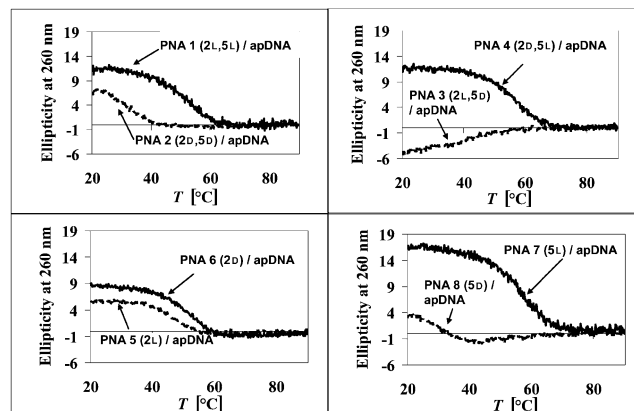 Ellipticity at 260 nm
19
14
9
4
-1
-6
PNA 1 (2L,5L) / apDNA
PNA 2 (2D,5D) / apDNA
20 40 60 80
T [°C]
Ellipticity at 260 nm
19
14
9
4
-1
-6
PNA 4 (2D,5L) / apDNA
PNA 3 (2L,5D)
/ apDNA
20 40 60 80
T [°C]
Ellipticity at 260 nm
19
14
9
4
-1
-6
PNA 6 (2D) / apDNA
PNA 5 (2L) / apDNA
20 40 60 80
T [°C]
Ellipticity at 260 nm
19
14
9
4
-1
-6
PNA 7 (5L) / apDNA
PNA 8 (5D) /
apDNA
20 40 60 80
T [°C]